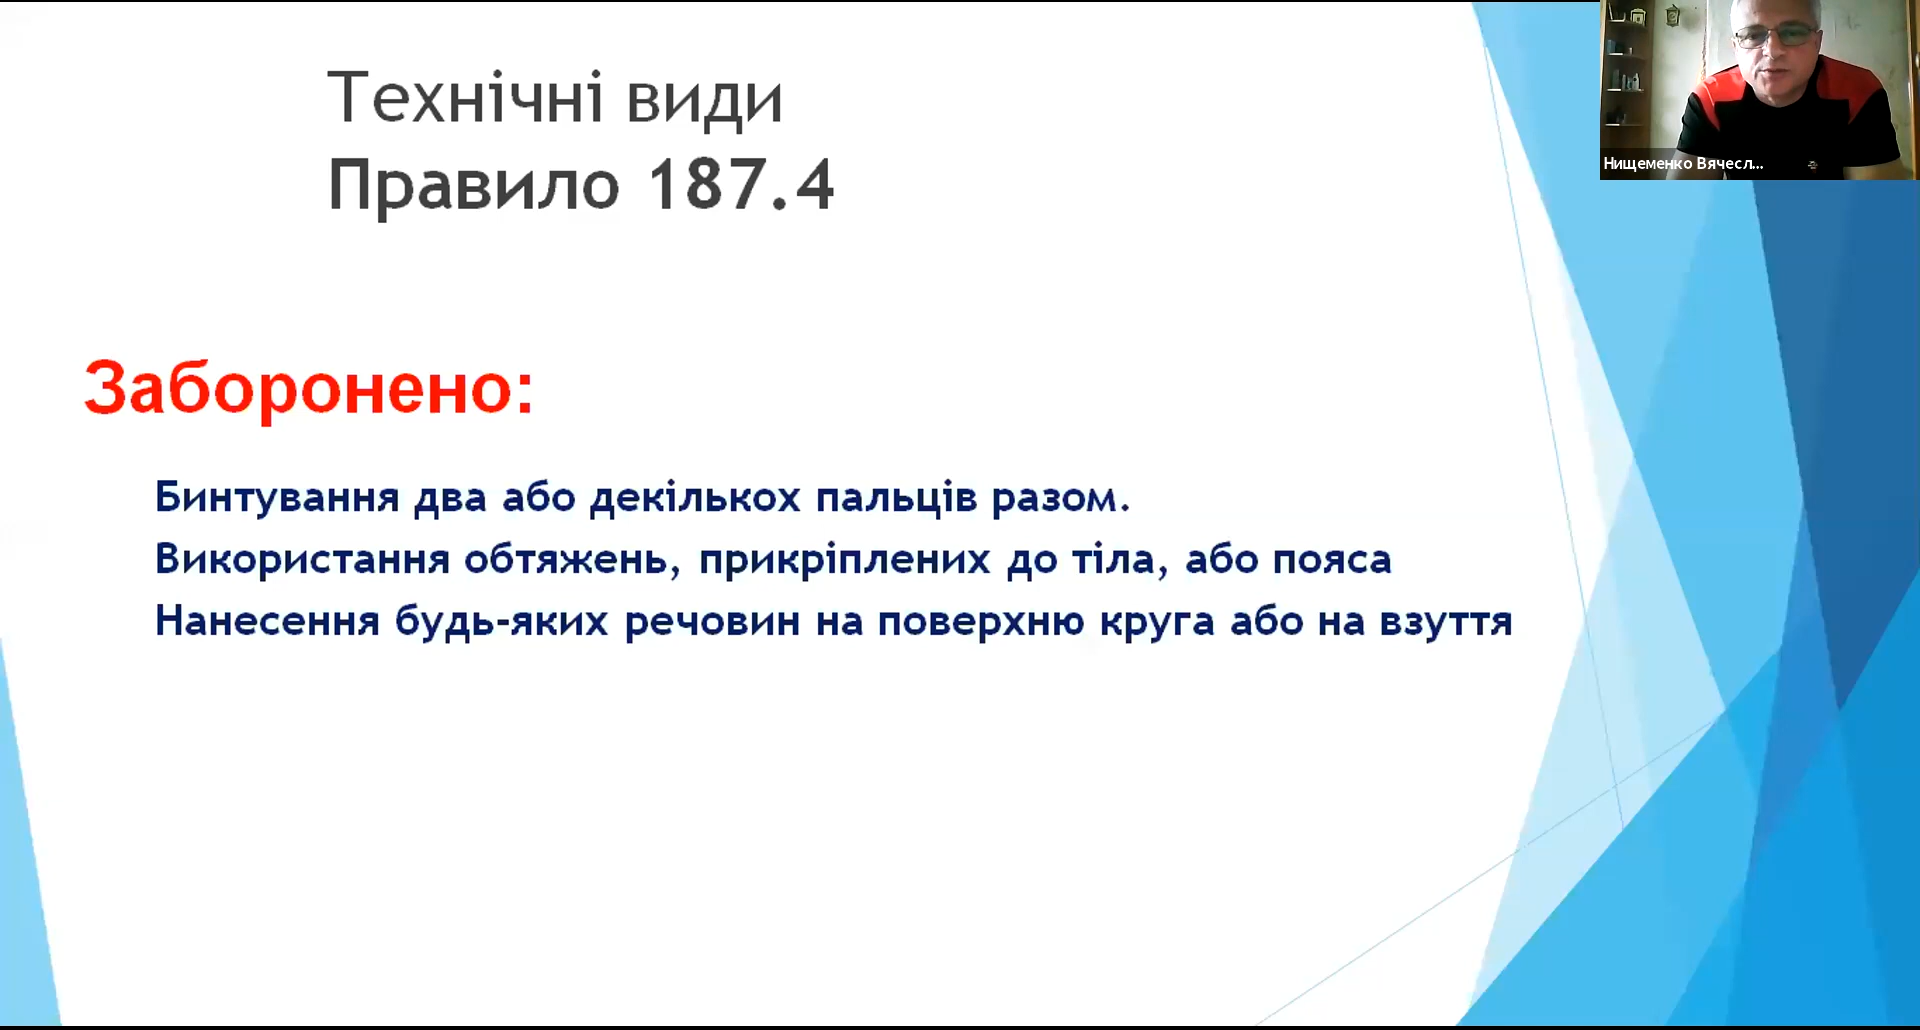 Технічні види
Правило 187.4
Нищеменко Вячесл...
Заборонено:
Бинтування два або декількох пальців разом.
Використання обтяжень, прикріплених до тіла, або пояса
Нанесення будь-яких речовин на поверхню круга або на взуття